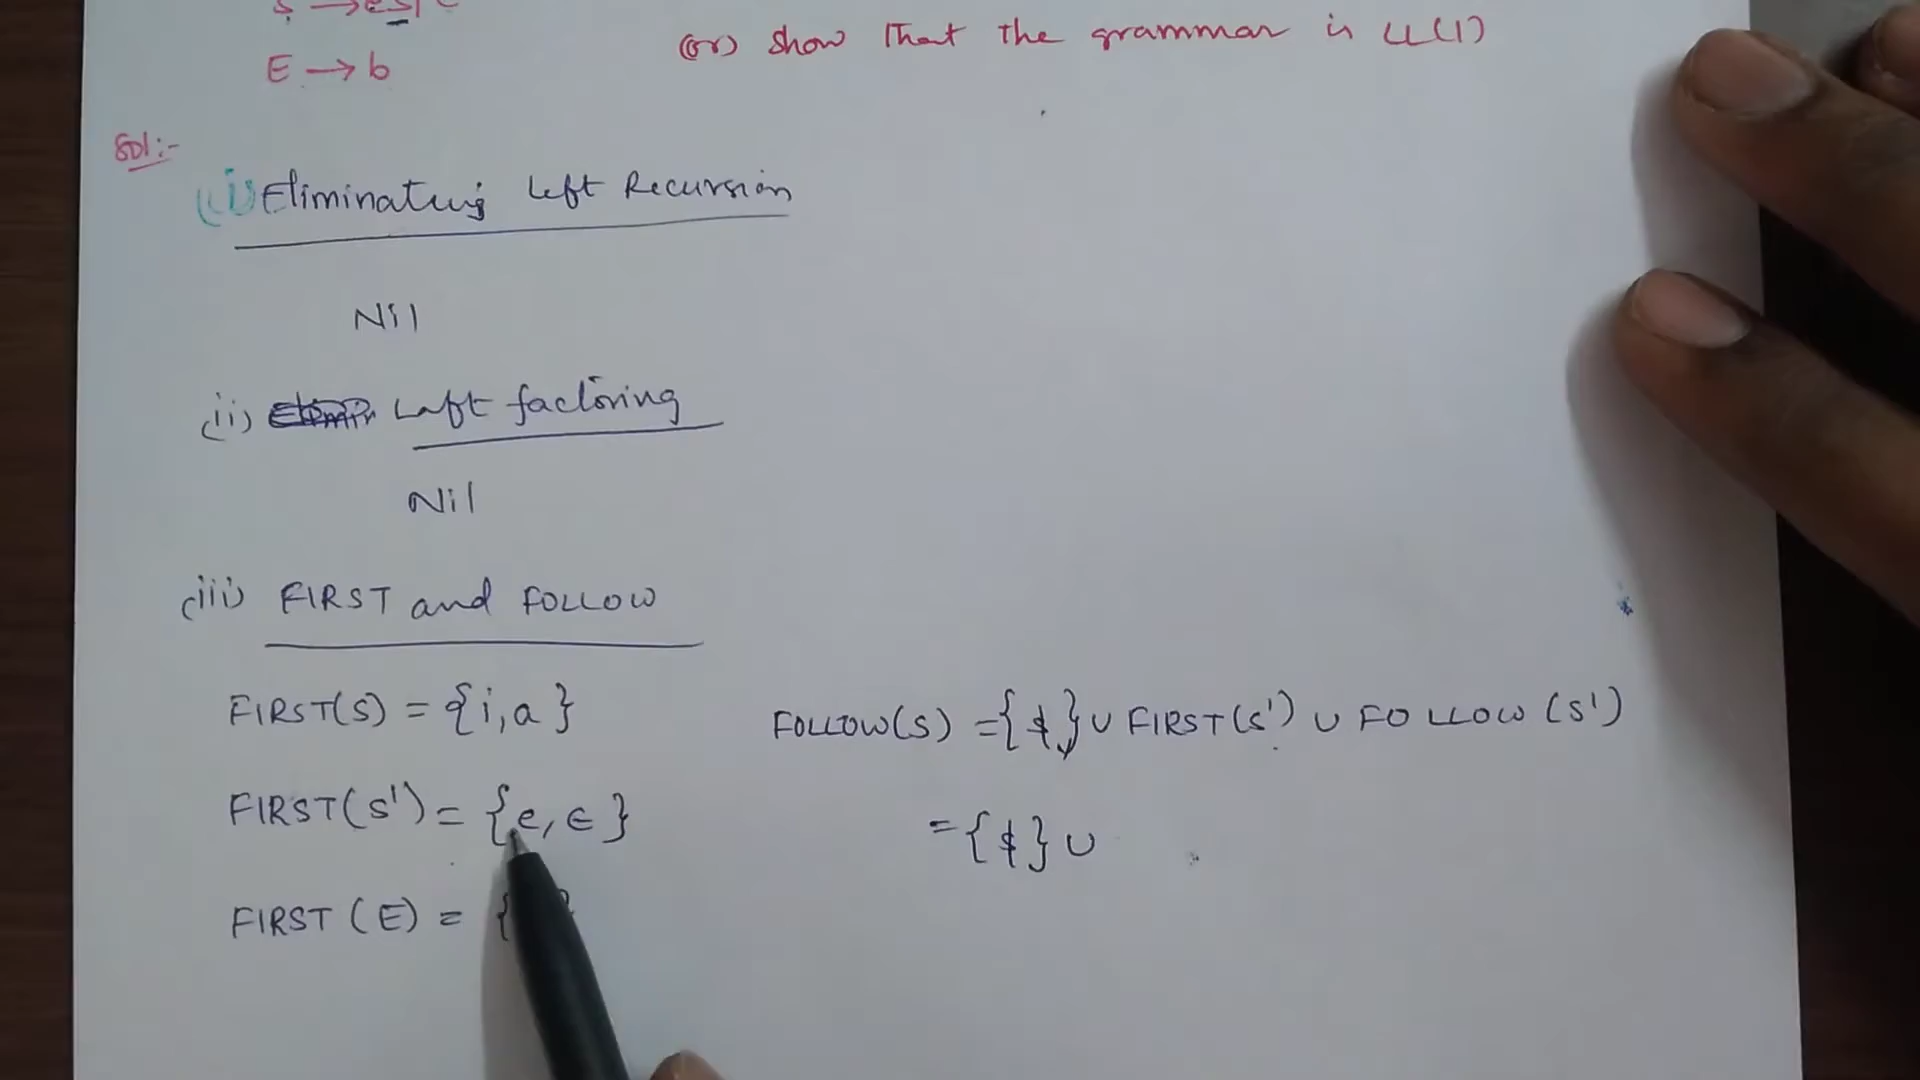 E → b
(or) show that the grammar is LL(1)
Sol:-
(i) Eliminating Left Recursion
Nil
(ii) Left factoring
Nil
(iii) FIRST and FOLLOW
FIRST(S) = {i,a}
FOLLOW(S) = {$} ∪ FIRST(S') ∪ FOLLOW(S')
FIRST(S') = {e, ∈}
= {$} ∪
FIRST(E) = {